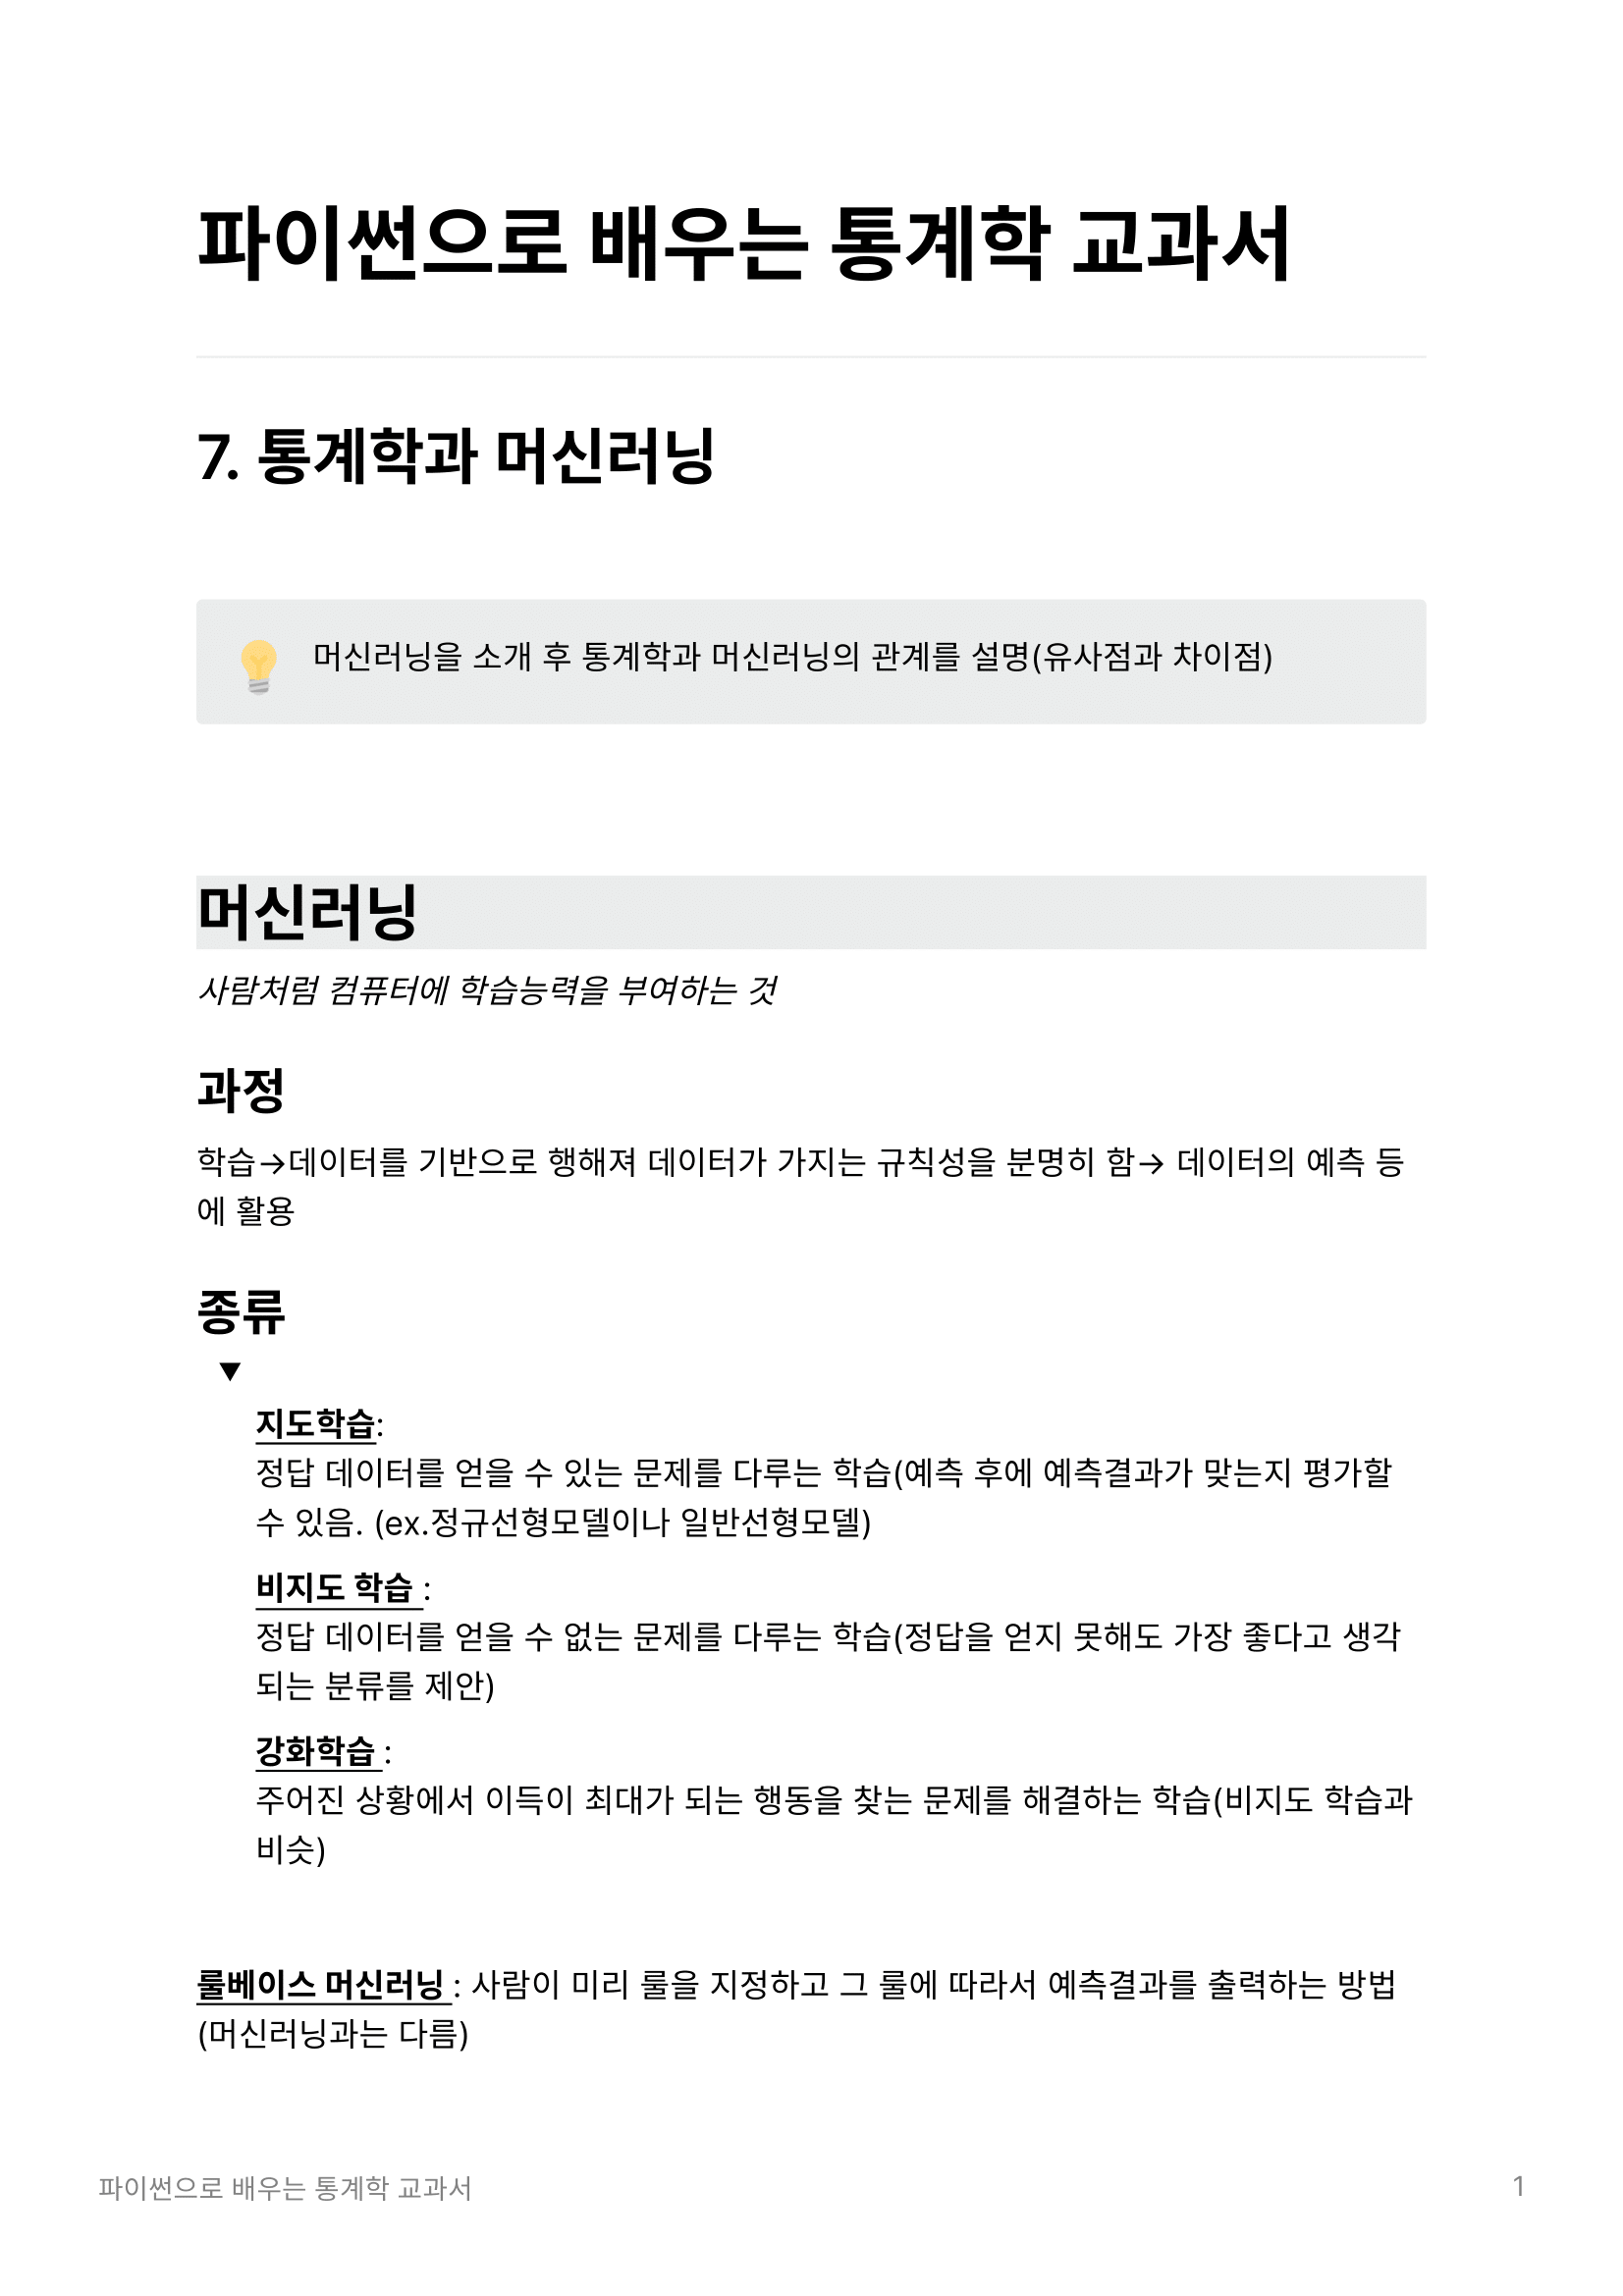 파이썬으로 배우는 통계학 교과서
7. 통계학과 머신러닝
머신러닝을 소개 후 통계학과 머신러닝의 관계를 설명(유사점과 차이점)
머신러닝
사람처럼 컴퓨터에 학습능력을 부여하는 것
과정
학습→데이터를 기반으로 행해져 데이터가 가지는 규칙성을 분명히 함→ 데이터의 예측 등
에 활용
종류
지도학습:
정답 데이터를 얻을 수 있는 문제를 다루는 학습(예측 후에 예측결과가 맞는지 평가할
수 있음. (ex.정규선형모델이나 일반선형모델)
비지도 학습 :
정답 데이터를 얻을 수 없는 문제를 다루는 학습(정답을 얻지 못해도 가장 좋다고 생각
되는 분류를 제안)
강화학습 :
주어진 상황에서 이득이 최대가 되는 행동을 찾는 문제를 해결하는 학습(비지도 학습과
비슷)
룰베이스 머신러닝 : 사람이 미리 룰을 지정하고 그 룰에 따라서 예측결과를 출력하는 방법
(머신러닝과는 다름)
파이썬으로 배우는 통계학 교과서 1